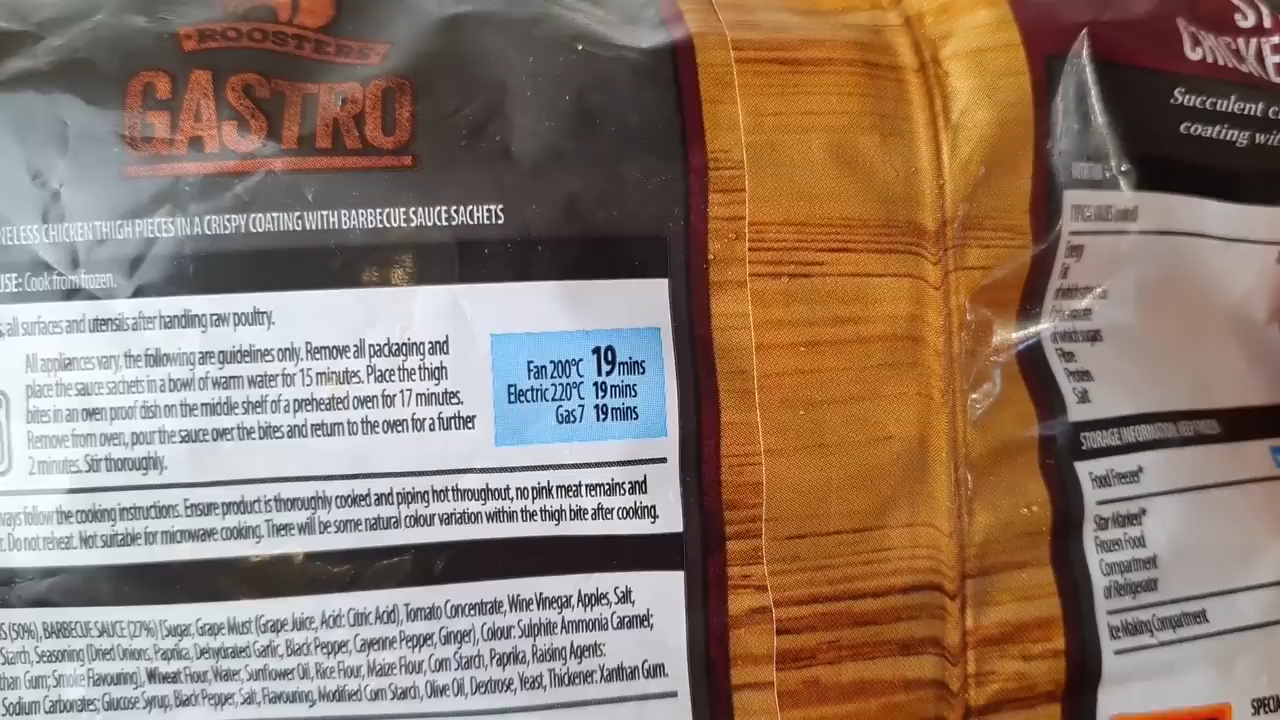 ROOSTERS
GASTRO
NELESS CHICKEN THIGH PIECES IN A CRISPY COATING WITH BARBECUE SAUCE SACHETS
USE: Cook from frozen.
, all surfaces and utensils after handling raw poultry.
All appliances vary, the following are guidelines only. Remove all packaging and
place the sauce sachets in a bowl of warm water for 15 minutes. Place the thigh
bites in an oven proof dish on the middle shelf of a preheated oven for 17 minutes.
Remove from oven, pour the sauce over the bites and return to the oven for a further
2 minutes. Stir thoroughly.
Fan 200°C 19 mins
Electric 220°C 19 mins
Gas 7 19 mins
ways follow the cooking instructions. Ensure product is thoroughly cooked and piping hot throughout, no pink meat remains and
r. Do not reheat. Not suitable for microwave cooking. There will be some natural colour variation within the thigh bite after cooking.
S (50%), BARBECUE SAUCE (27%) [Sugar, Grape Must (Grape Juice, Acid: Citric Acid), Tomato Concentrate, Wine Vinegar, Apples, Salt,
Starch, Seasoning (Dried Onions, Paprika, Dehydrated Garlic, Black Pepper, Cayenne Pepper, Ginger), Colour: Sulphite Ammonia Caramel;
than Gum; Smoke Flavouring], Wheat Flour, Water, Sunflower Oil, Rice Flour, Maize Flour, Corn Starch, Paprika, Raising Agents:
Sodium Carbonates; Glucose Syrup, Black Pepper, Salt, Flavouring, Modified Corn Starch, Olive Oil, Dextrose, Yeast, Thickener: Xanthan Gum.
ST
CHICKE
Succulent c
coating wit
Energy
Fat
of which sugars
Fibre
Protein
Salt
STORAGE INFORMATION KEEP FROZEN
Food Freezer*
Star Marked*
Frozen Food
Compartment
of Refrigerator
Ice Making Compartment
SPECIA